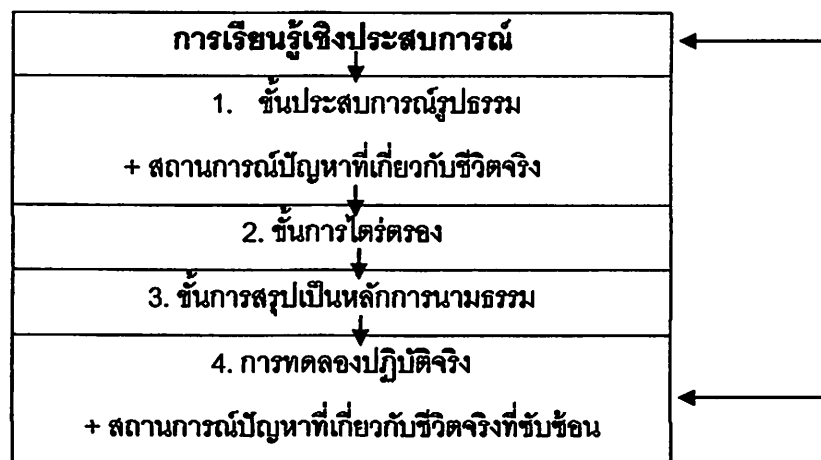 การเรียนรู้เชิงประสบการณ์
1. ขั้นประสบการณ์รูปธรรม
+ สถานการณ์ปัญหาที่เกี่ยวกับชีวิตจริง
2. ขั้นการไตร่ตรอง
3. ขั้นการสรุปเป็นหลักการนามธรรม
4. การทดลองปฏิบัติจริง
+ สถานการณ์ปัญหาที่เกี่ยวกับชีวิตจริงที่ซับซ้อน